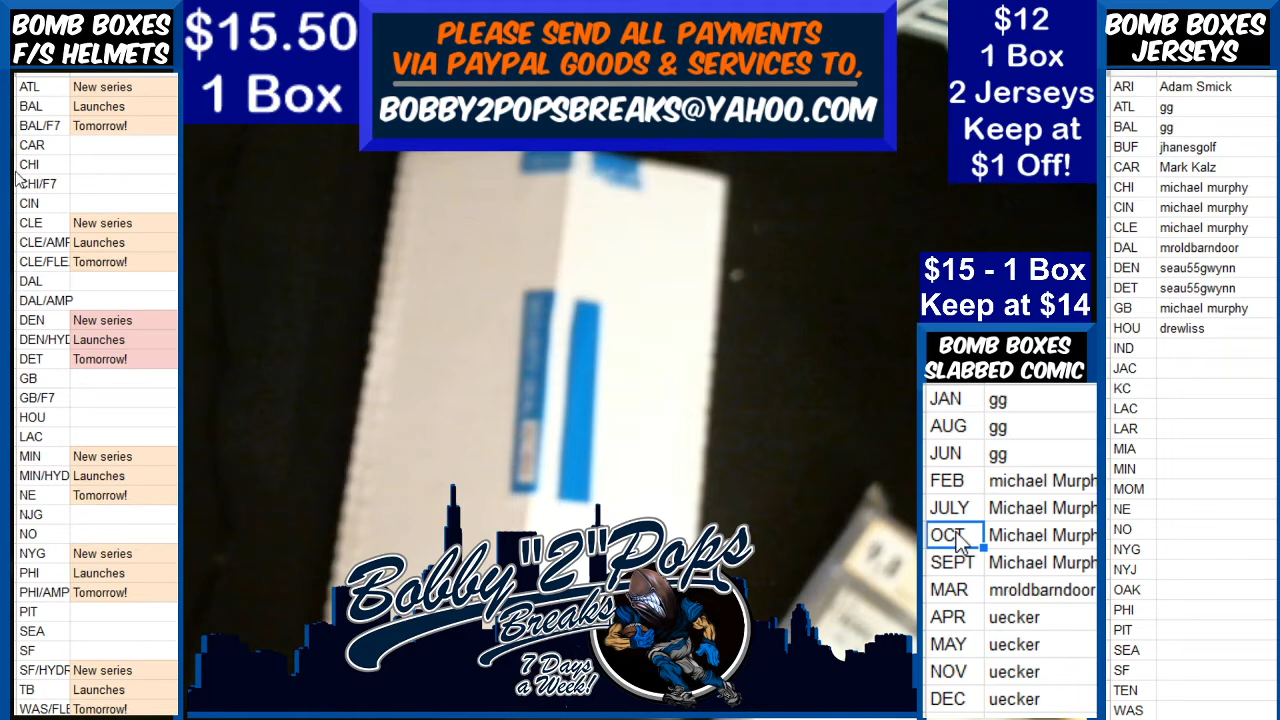 BOMB BOXES
F/S HELMETS
ATL New series
BAL Launches
BAL/F7 Tomorrow!
CAR
CHI
CHI/F7
CIN
CLE New series
CLE/AMP Launches
CLE/FLE Tomorrow!
DAL
DAL/AMP
DEN New series
DEN/HYD Launches
DET Tomorrow!
GB
GB/F7
HOU
LAC
MIN New series
MIN/HYD Launches
NE Tomorrow!
NJG
NO
NYG New series
PHI Launches
PHI/AMP Tomorrow!
PIT
SEA
SF
SF/HYDR New series
TB Launches
WAS/FLE Tomorrow!
$15.50
1 Box
PLEASE SEND ALL PAYMENTS
VIA PAYPAL GOODS & SERVICES TO,
BOBBY2POPSBREAKS@YAHOO.COM
9.8
Bobby "2" Pops
Breaks
7 Days
a Week!
$12
1 Box
2 Jerseys
Keep at
$1 Off!
$15 - 1 Box
Keep at $14
BOMB BOXES
SLABBED COMIC
JAN gg
AUG gg
JUN gg
FEB michael Murph
JULY Michael Murph
OCT Michael Murph
SEPT Michael Murph
MAR mroldbarndoor
APR uecker
MAY uecker
NOV uecker
DEC uecker
BOMB BOXES
JERSEYS
ARI Adam Smick
ATL gg
BAL gg
BUF jhanesgolf
CAR Mark Kalz
CHI michael murphy
CIN michael murphy
CLE michael murphy
DAL mroldbarndoor
DEN seau55gwynn
DET seau55gwynn
GB michael murphy
HOU drewliss
IND
JAC
KC
LAC
LAR
MIA
MIN
MOM
NE
NO
NYG
NYJ
OAK
PHI
PIT
SEA
SF
TEN
WAS